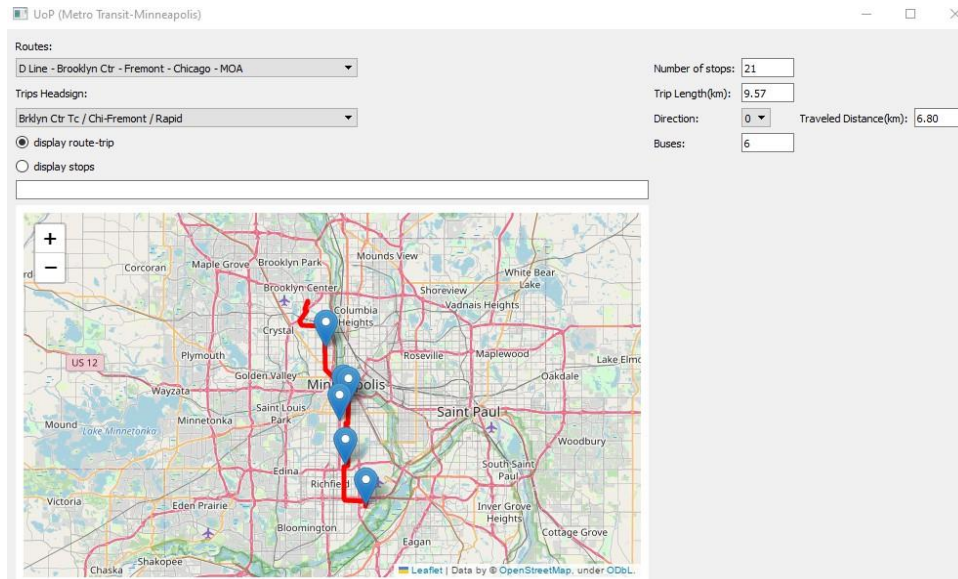 UoP (Metro Transit-Minneapolis)
Routes:
D Line - Brooklyn Ctr - Fremont - Chicago - MOA
Trips Headsign:
Brklyn Ctr Tc / Chi-Fremont / Rapid
display route-trip
display stops
Number of stops: 21
Trip Length(km): 9.57
Direction: 0 Traveled Distance(km): 6.80
Buses: 6
+
−
Mounds View
Corcoran Maple Grove Brooklyn Park
White Bear Lake
Brooklyn Center Shoreview
Vadnais Heights
Columbia Heights
Crystal
US 12 Plymouth Roseville Maplewood Lake Elmo
Golden Valley Oakdale
Wayzata Minneapolis
Saint Louis Park
Minnetonka Saint Paul
Mound Lake Minnetonka
Woodbury
Edina South Saint Paul
Richfield
Victoria Eden Prairie Inver Grove Heights
Bloomington Cottage Grove
Eagan
Shakopee
Chaska
Leaflet | Data by © OpenStreetMap, under ODbL.